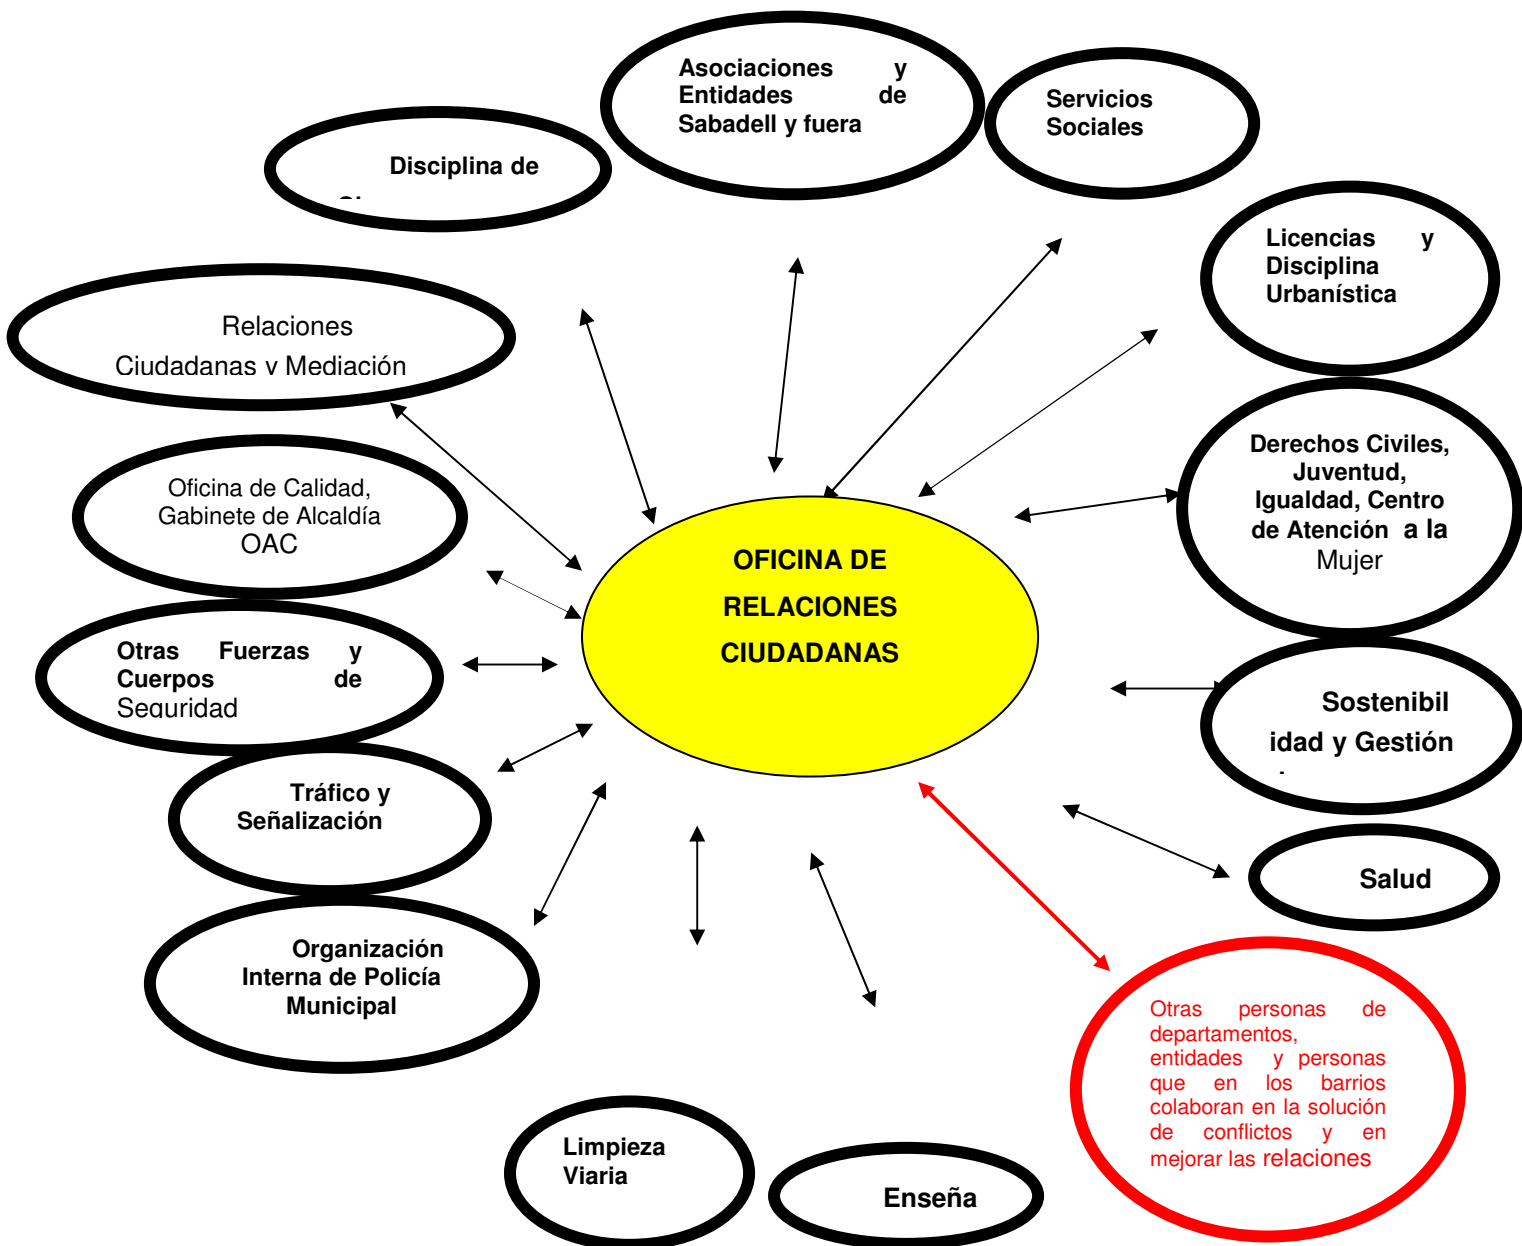 Asociaciones y
Entidades de
Sabadell y fuera
Servicios
Sociales
Disciplina de
Licencias y
Disciplina
Urbanística
Relaciones
Ciudadanas y Mediación
Derechos Civiles,
Juventud,
Igualdad, Centro
de Atención a la
Mujer
Oficina de Calidad,
Gabinete de Alcaldía
OAC
OFICINA DE
RELACIONES
CIUDADANAS
Otras Fuerzas y
Cuerpos de
Seguridad
Sostenibil
idad y Gestión
Tráfico y
Señalización
Salud
Organización
Interna de Policía
Municipal
Otras personas de
departamentos,
entidades y personas
que en los barrios
colaboran en la solución
de conflictos y en
mejorar las relaciones
Limpieza
Viaria
Enseña